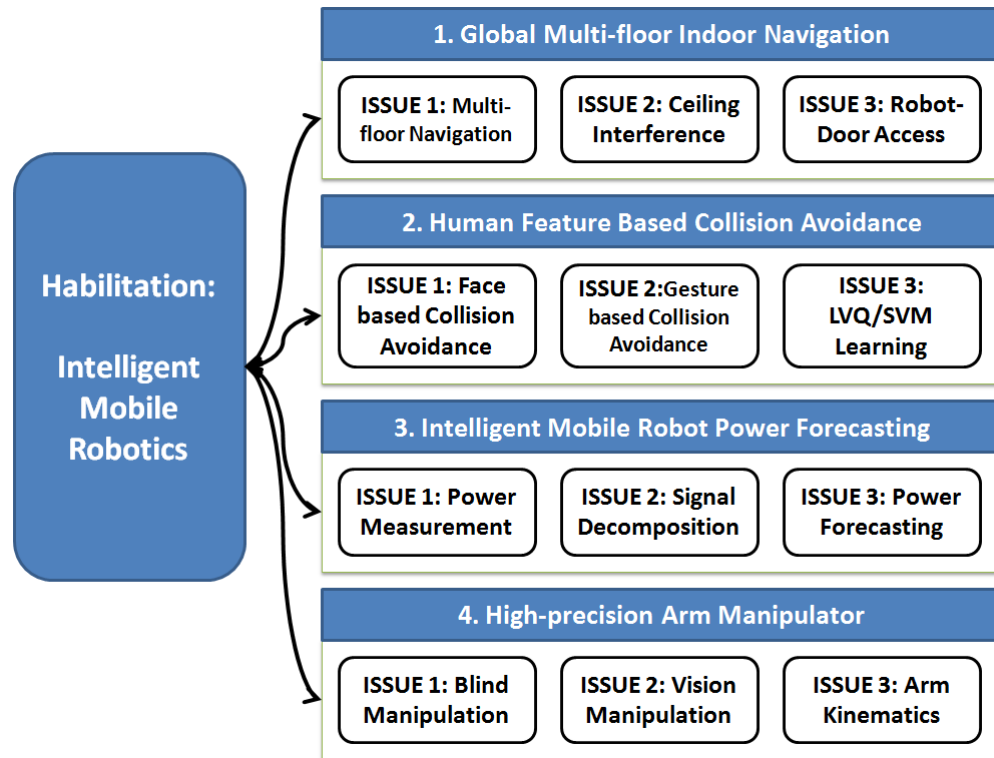 1. Global Multi-floor Indoor Navigation
ISSUE 1: Multi-
floor Navigation
ISSUE 2: Ceiling
Interference
ISSUE 3: Robot-
Door Access
Habilitation:
Intelligent
Mobile
Robotics
2. Human Feature Based Collision Avoidance
ISSUE 1: Face
based Collision
Avoidance
ISSUE 2:Gesture
based Collision
Avoidance
ISSUE 3:
LVQ/SVM
Learning
3. Intelligent Mobile Robot Power Forecasting
ISSUE 1: Power
Measurement
ISSUE 2: Signal
Decomposition
ISSUE 3: Power
Forecasting
4. High-precision Arm Manipulator
ISSUE 1: Blind
Manipulation
ISSUE 2: Vision
Manipulation
ISSUE 3: Arm
Kinematics